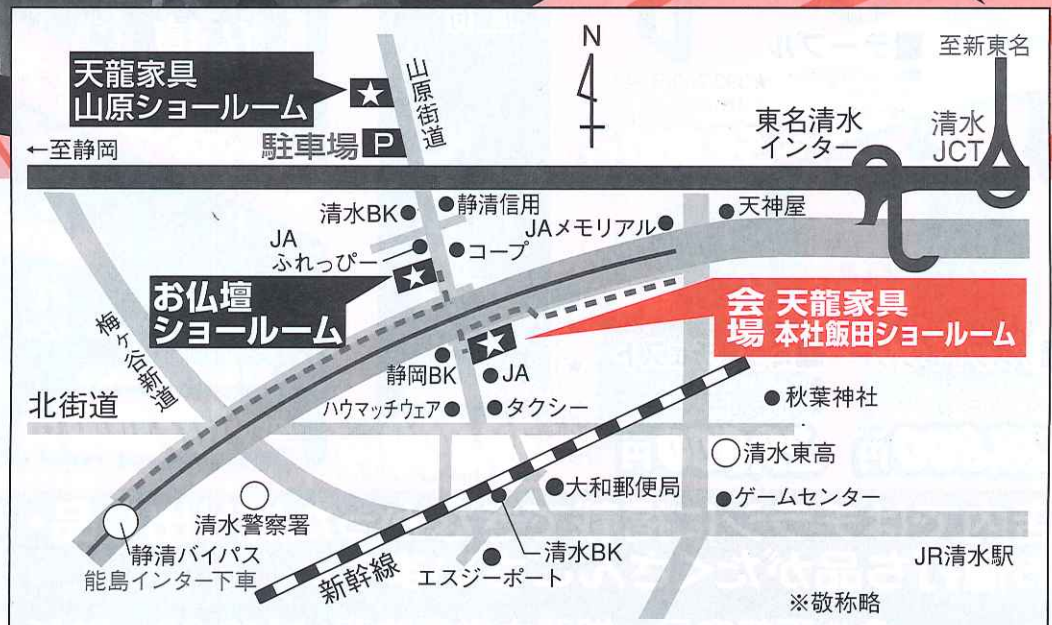 天龍家具
山原ショールーム
山原街道
N
至新東名
駐車場 P
←至静岡
東名清水
インター
清水
JCT
清水BK
静清信用
JAメモリアル
天神屋
JA
ふれっぴー
コープ
お仏壇
ショールーム
会場
天龍家具
本社飯田ショールーム
梅ヶ谷新道
静岡BK
JA
北街道
ハウマッチウェア
タクシー
秋葉神社
清水東高
大和郵便局
ゲームセンター
清水警察署
静清バイパス
能島インター下車
新幹線
清水BK
エスジーポート
JR清水駅
※敬称略